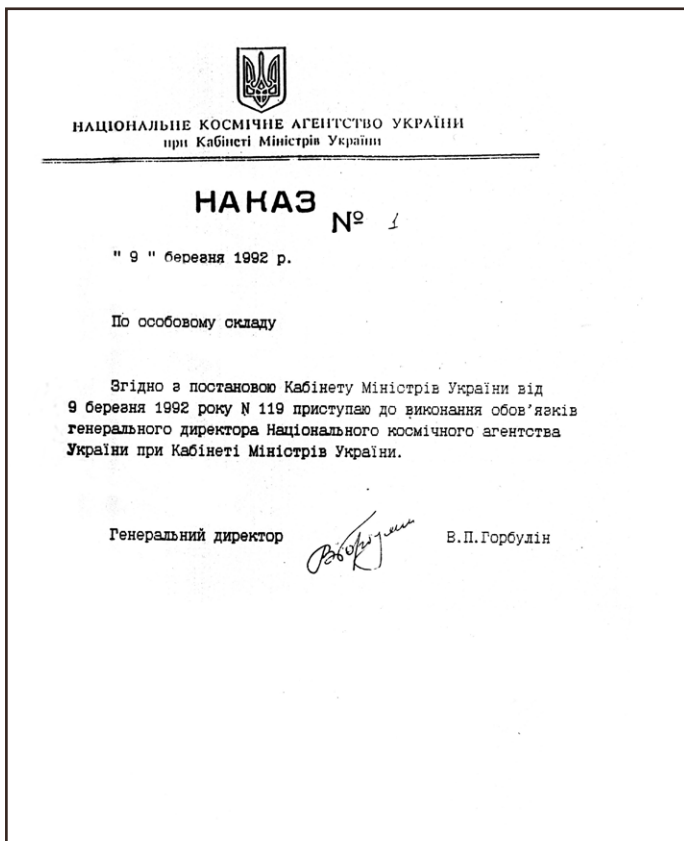 НАЦІОНАЛЬНЕ КОСМІЧНЕ АГЕНТСТВО УКРАЇНИ
при Кабінеті Міністрів України
НАКАЗ № 1
" 9 " березня 1992 р.
По особовому складу
Згідно з постановою Кабінету Міністрів України від
9 березня 1992 року N 119 приступаю до виконання обов'язків
генерального директора Національного космічного агентства
України при Кабінеті Міністрів України.
Генеральний директор В.П.Горбулін